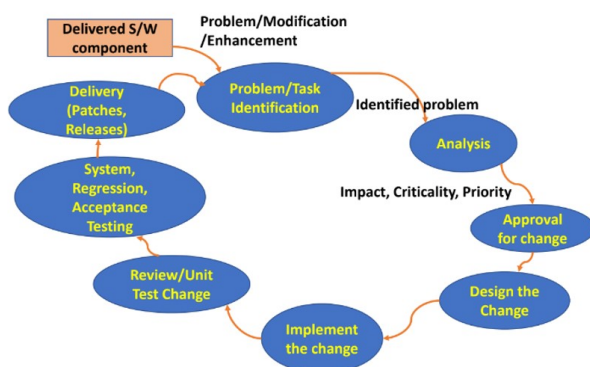 Delivered S/W
component
Problem/Modification
/Enhancement
Delivery
(Patches,
Releases)
Problem/Task
Identification
Identified problem
Analysis
System,
Regression,
Acceptance
Testing
Impact, Criticality, Priority
Approval
for change
Review/Unit
Test Change
Design the
Change
Implement
the change